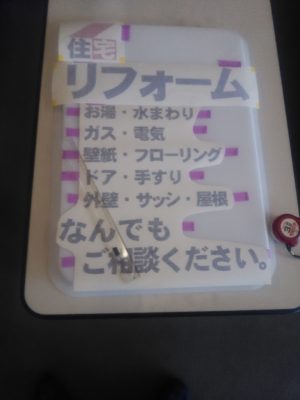 住宅
リフォーム
お湯・水まわり
ガス・電気
壁紙・フローリング
ドア・手すり
外壁・サッシ・屋根
なんでも
ご相談ください。